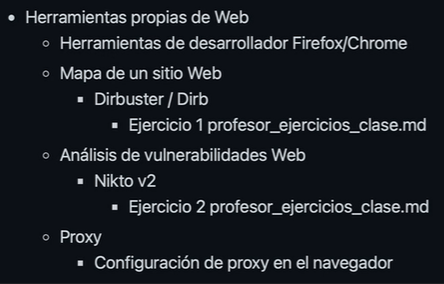 Herramientas propias de Web
Herramientas de desarrollador Firefox/Chrome
Mapa de un sitio Web
Dirbuster / Dirb
Ejercicio 1 profesor_ejercicios_clase.md
Análisis de vulnerabilidades Web
Nikto v2
Ejercicio 2 profesor_ejercicios_clase.md
Proxy
Configuración de proxy en el navegador